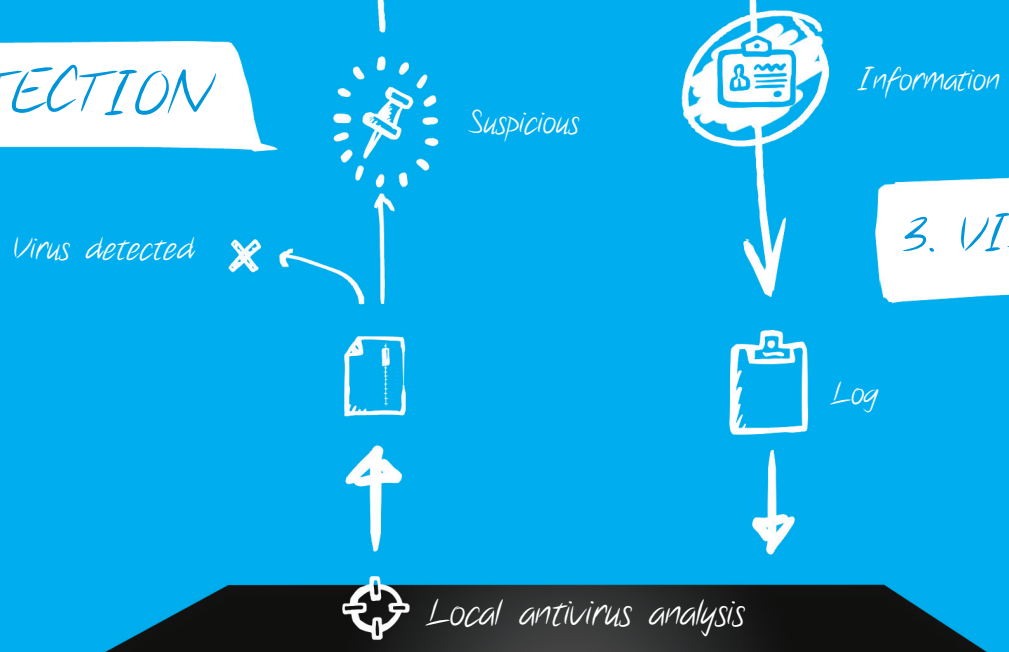 TECTION
Suspicious
Information
Virus detected
3. VI
Log
Local antivirus analysis